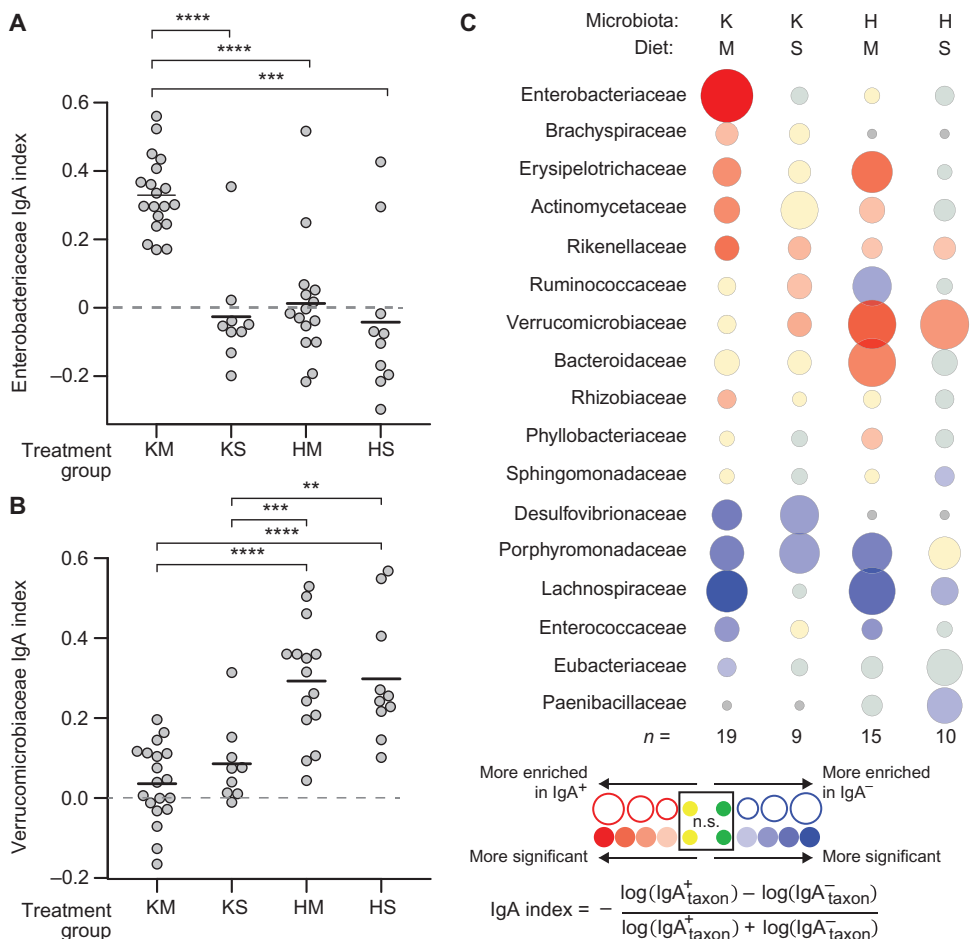 A
****
****
***
Enterobacteriaceae IgA index
0.6
0.4
0.2
0
–0.2
Treatment group
KM
KS
HM
HS
B
**
***
****
****
Verrucomicrobiaceae IgA index
0.6
0.4
0.2
0.0
–0.2
Treatment group
KM
KS
HM
HS
C
Microbiota: K K H H
Diet: M S M S
Enterobacteriaceae
Brachyspiraceae
Erysipelotrichaceae
Actinomycetaceae
Rikenellaceae
Ruminococcaceae
Verrucomicrobiaceae
Bacteroidaceae
Rhizobiaceae
Phyllobacteriaceae
Sphingomonadaceae
Desulfovibrionaceae
Porphyromonadaceae
Lachnospiraceae
Enterococcaceae
Eubacteriaceae
Paenibacillaceae
n = 19 9 15 10
More enriched
in IgA⁺
More enriched
in IgA⁻
n.s.
More significant
More significant
IgA index = – log(IgA⁺taxon) – log(IgA⁻taxon)
log(IgA⁺taxon) + log(IgA⁻taxon)